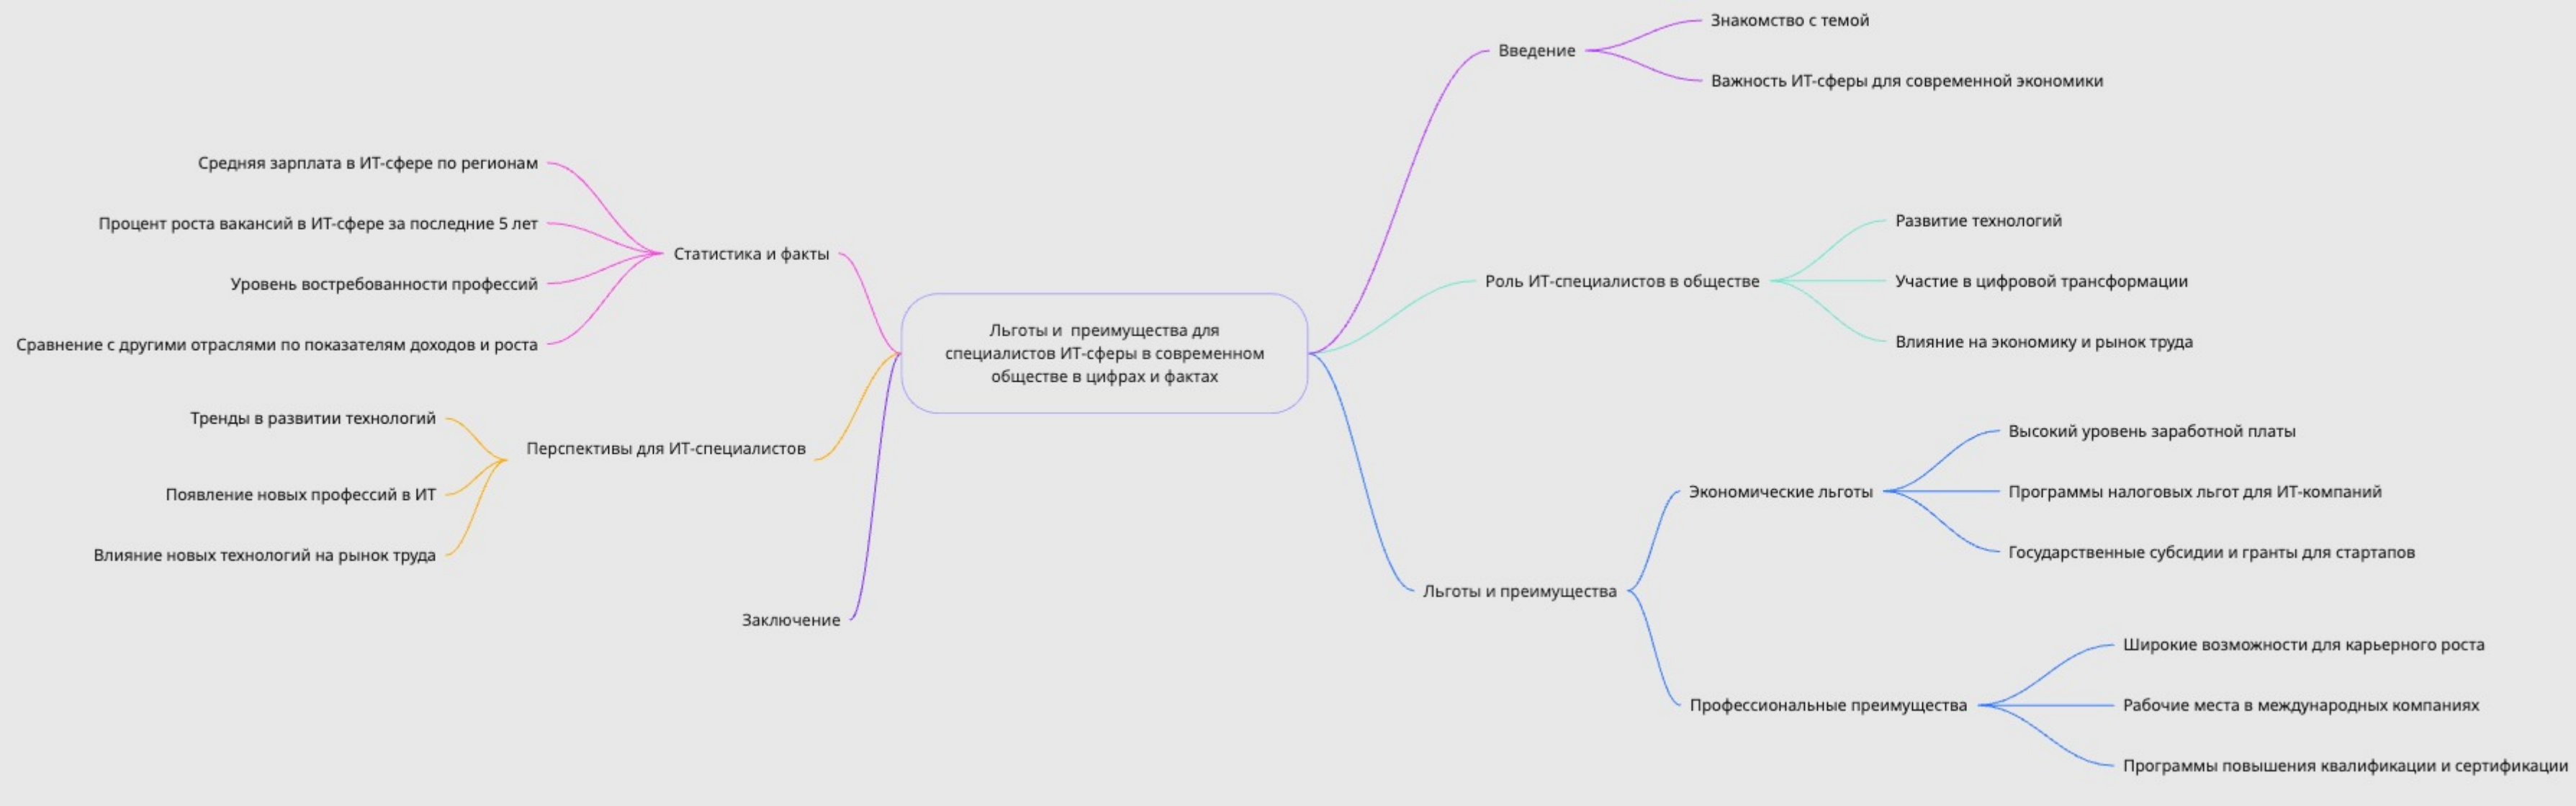 Льготы и  преимущества для
специалистов ИТ-сферы в современном
обществе в цифрах и фактах
Введение
Знакомство с темой
Важность ИТ-сферы для современной экономики
Роль ИТ-специалистов в обществе
Развитие технологий
Участие в цифровой трансформации
Влияние на экономику и рынок труда
Льготы и преимущества
Экономические льготы
Высокий уровень заработной платы
Программы налоговых льгот для ИТ-компаний
Государственные субсидии и гранты для стартапов
Профессиональные преимущества
Широкие возможности для карьерного роста
Рабочие места в международных компаниях
Программы повышения квалификации и сертификации
Статистика и факты
Средняя зарплата в ИТ-сфере по регионам
Процент роста вакансий в ИТ-сфере за последние 5 лет
Уровень востребованности профессий
Сравнение с другими отраслями по показателям доходов и роста
Перспективы для ИТ-специалистов
Тренды в развитии технологий
Появление новых профессий в ИТ
Влияние новых технологий на рынок труда
Заключение